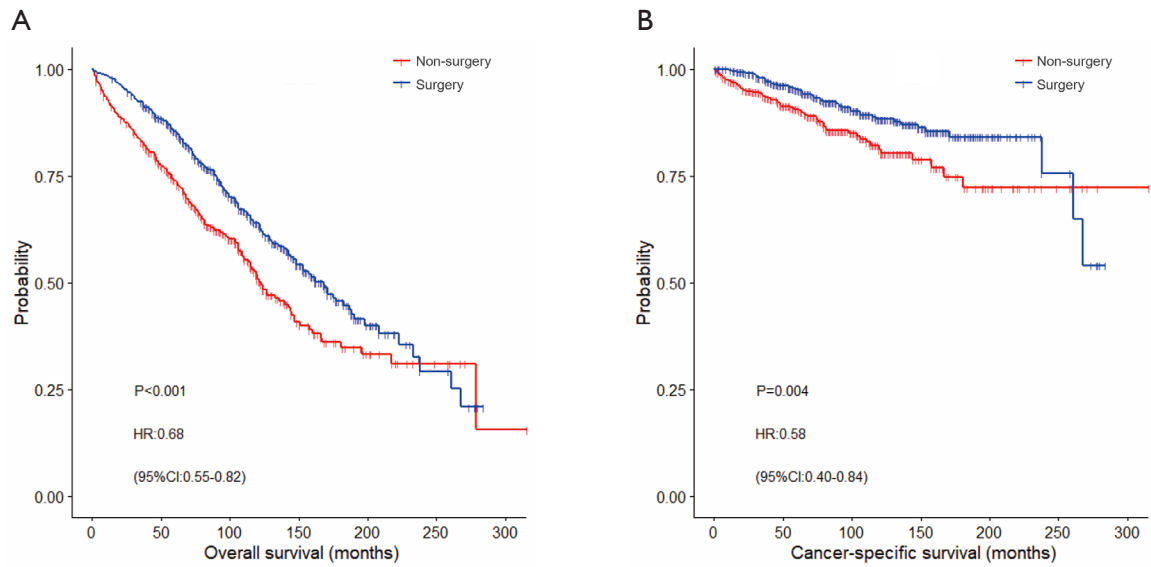 A
1.00
0.75
0.50
0.25
0.00
Probability
Non-surgery
Surgery
P<0.001
HR:0.68
(95%CI:0.55-0.82)
0 50 100 150 200 250 300
Overall survival (months)
B
1.00
0.75
0.50
0.25
0.00
Probability
Non-surgery
Surgery
P=0.004
HR:0.58
(95%CI:0.40-0.84)
0 50 100 150 200 250 300
Cancer-specific survival (months)